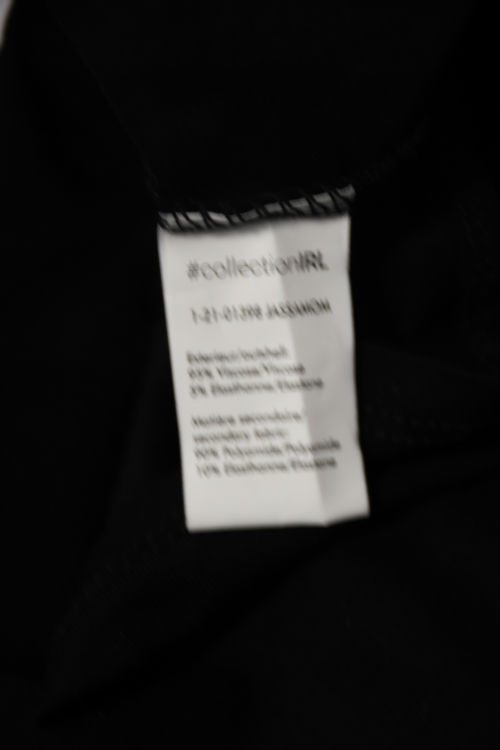 #collectionIRL
1-21-01398 JASSAMON
Exterieur/outshell:
95% Viscose/Viscose
5% Elasthanne/Elastane
Matière secondaire/
secondary fabric:
90% Polyamide/Polyamide
10% Elasthanne/Elastane